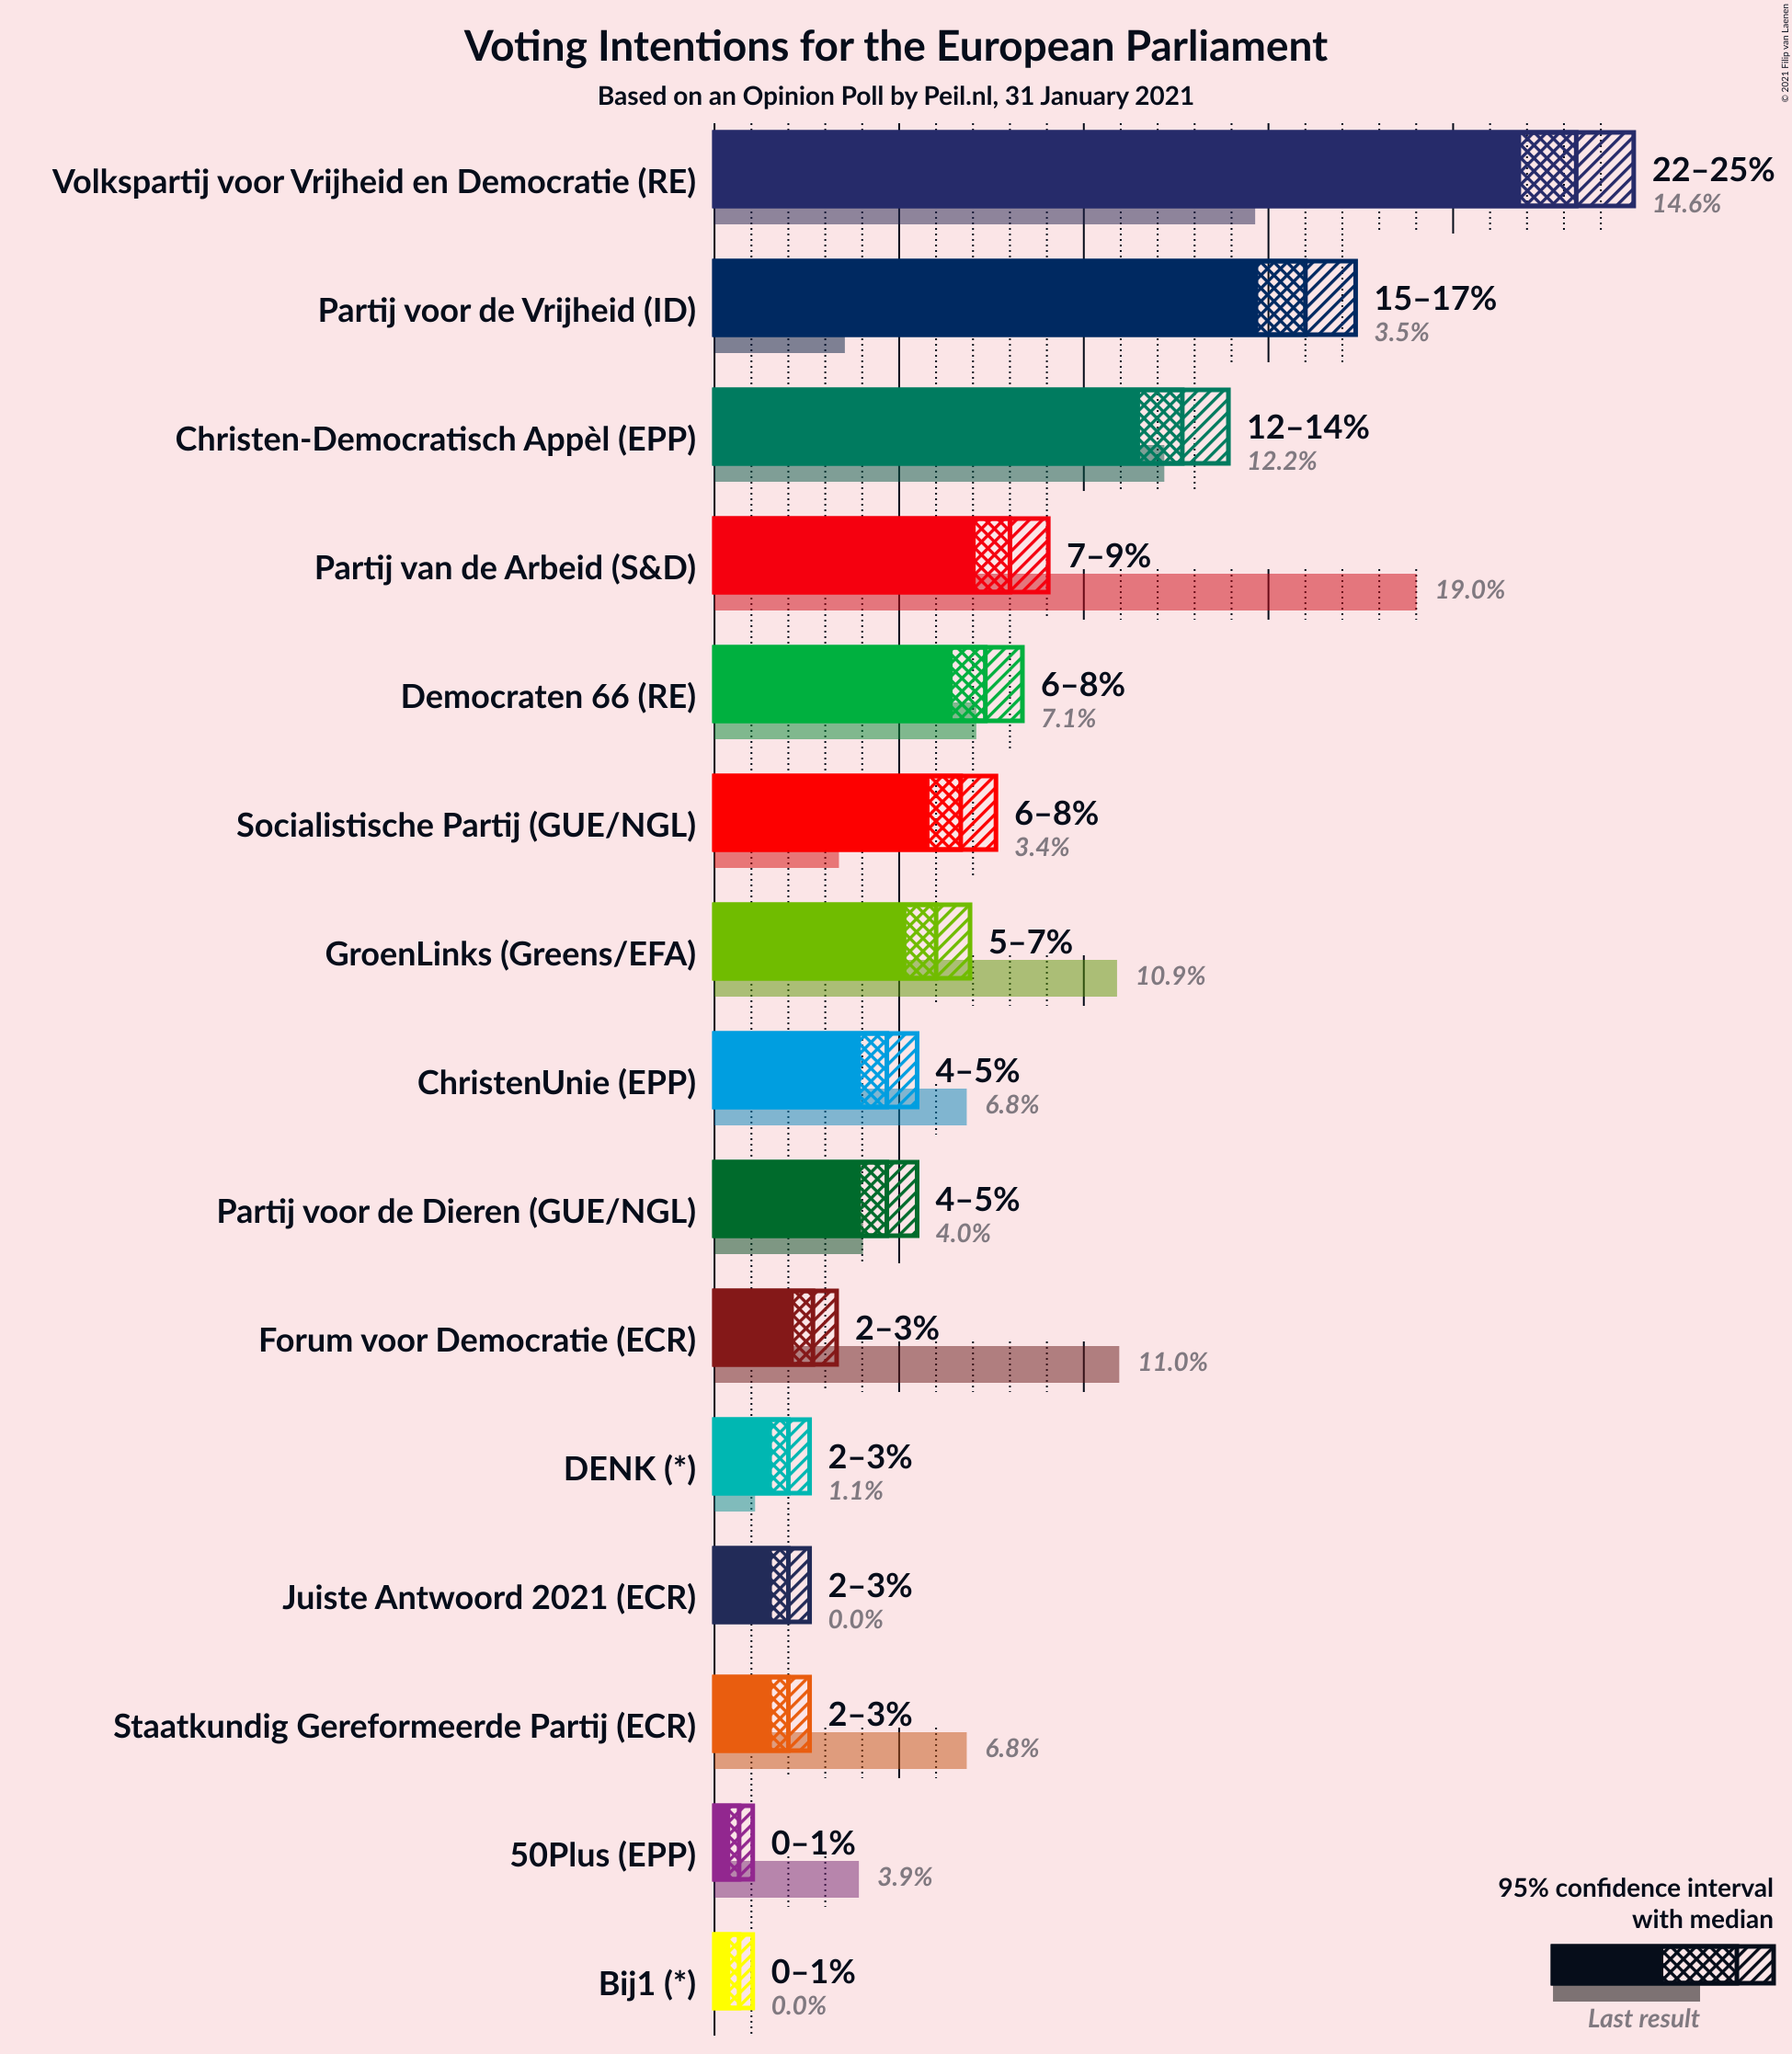 Voting Intentions for the European Parliament
Based on an Opinion Poll by Peil.nl, 31 January 2021
© 2021 Filip van Laenen
Volkspartij voor Vrijheid en Democratie (RE)
22–25%
14.6%
Partij voor de Vrijheid (ID)
15–17%
3.5%
Christen-Democratisch Appèl (EPP)
12–14%
12.2%
Partij van de Arbeid (S&D)
7–9%
19.0%
Democraten 66 (RE)
6–8%
7.1%
Socialistische Partij (GUE/NGL)
6–8%
3.4%
GroenLinks (Greens/EFA)
5–7%
10.9%
ChristenUnie (EPP)
4–5%
6.8%
Partij voor de Dieren (GUE/NGL)
4–5%
4.0%
Forum voor Democratie (ECR)
2–3%
11.0%
DENK (*)
2–3%
1.1%
Juiste Antwoord 2021 (ECR)
2–3%
0.0%
Staatkundig Gereformeerde Partij (ECR)
2–3%
6.8%
50Plus (EPP)
0–1%
3.9%
Bij1 (*)
0–1%
0.0%
95% confidence interval
with median
Last result